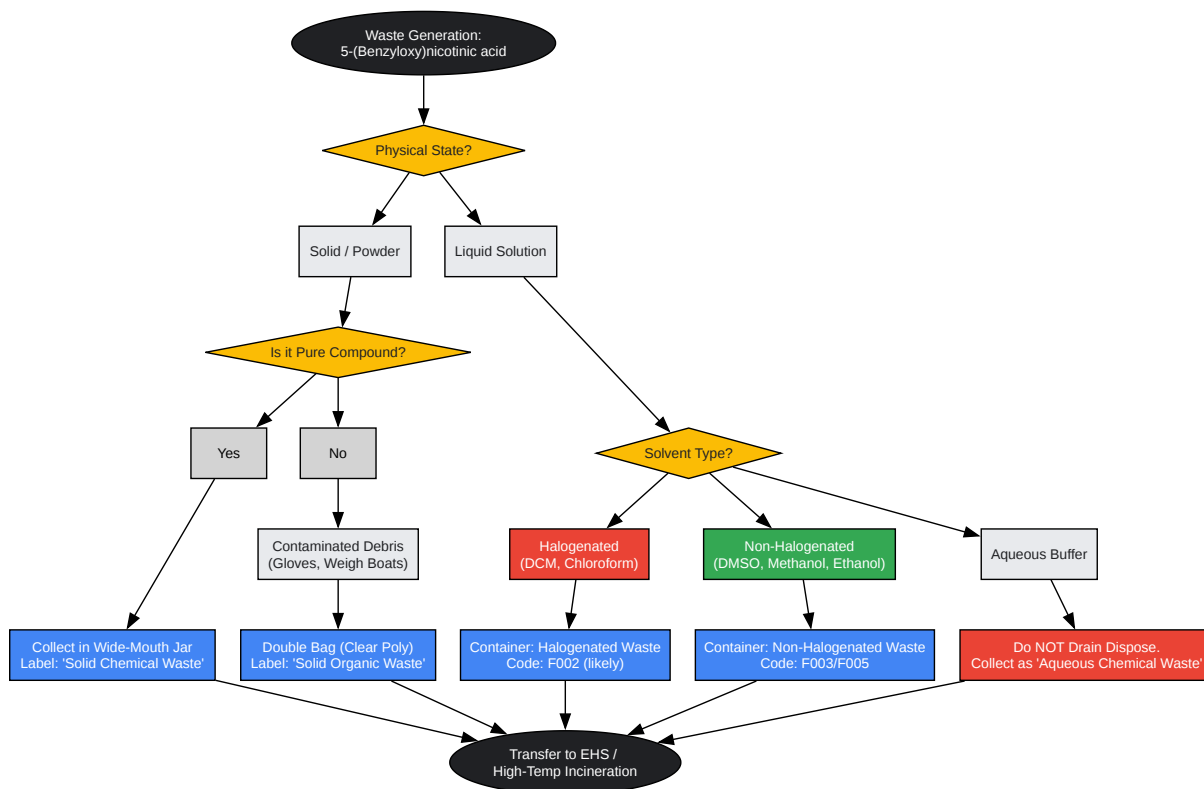 Waste Generation:
5-(Benzyloxy)nicotinic acid
Physical State?
Solid / Powder
Liquid Solution
Is it Pure Compound?
Yes
No
Solvent Type?
Contaminated Debris
(Gloves, Weigh Boats)
Halogenated
(DCM, Chloroform)
Non-Halogenated
(DMSO, Methanol, Ethanol)
Aqueous Buffer
Collect in Wide-Mouth Jar
Label: 'Solid Chemical Waste'
Double Bag (Clear Poly)
Label: 'Solid Organic Waste'
Container: Halogenated Waste
Code: F002 (likely)
Container: Non-Halogenated Waste
Code: F003/F005
Do NOT Drain Dispose.
Collect as 'Aqueous Chemical Waste'
Transfer to EHS /
High-Temp Incineration